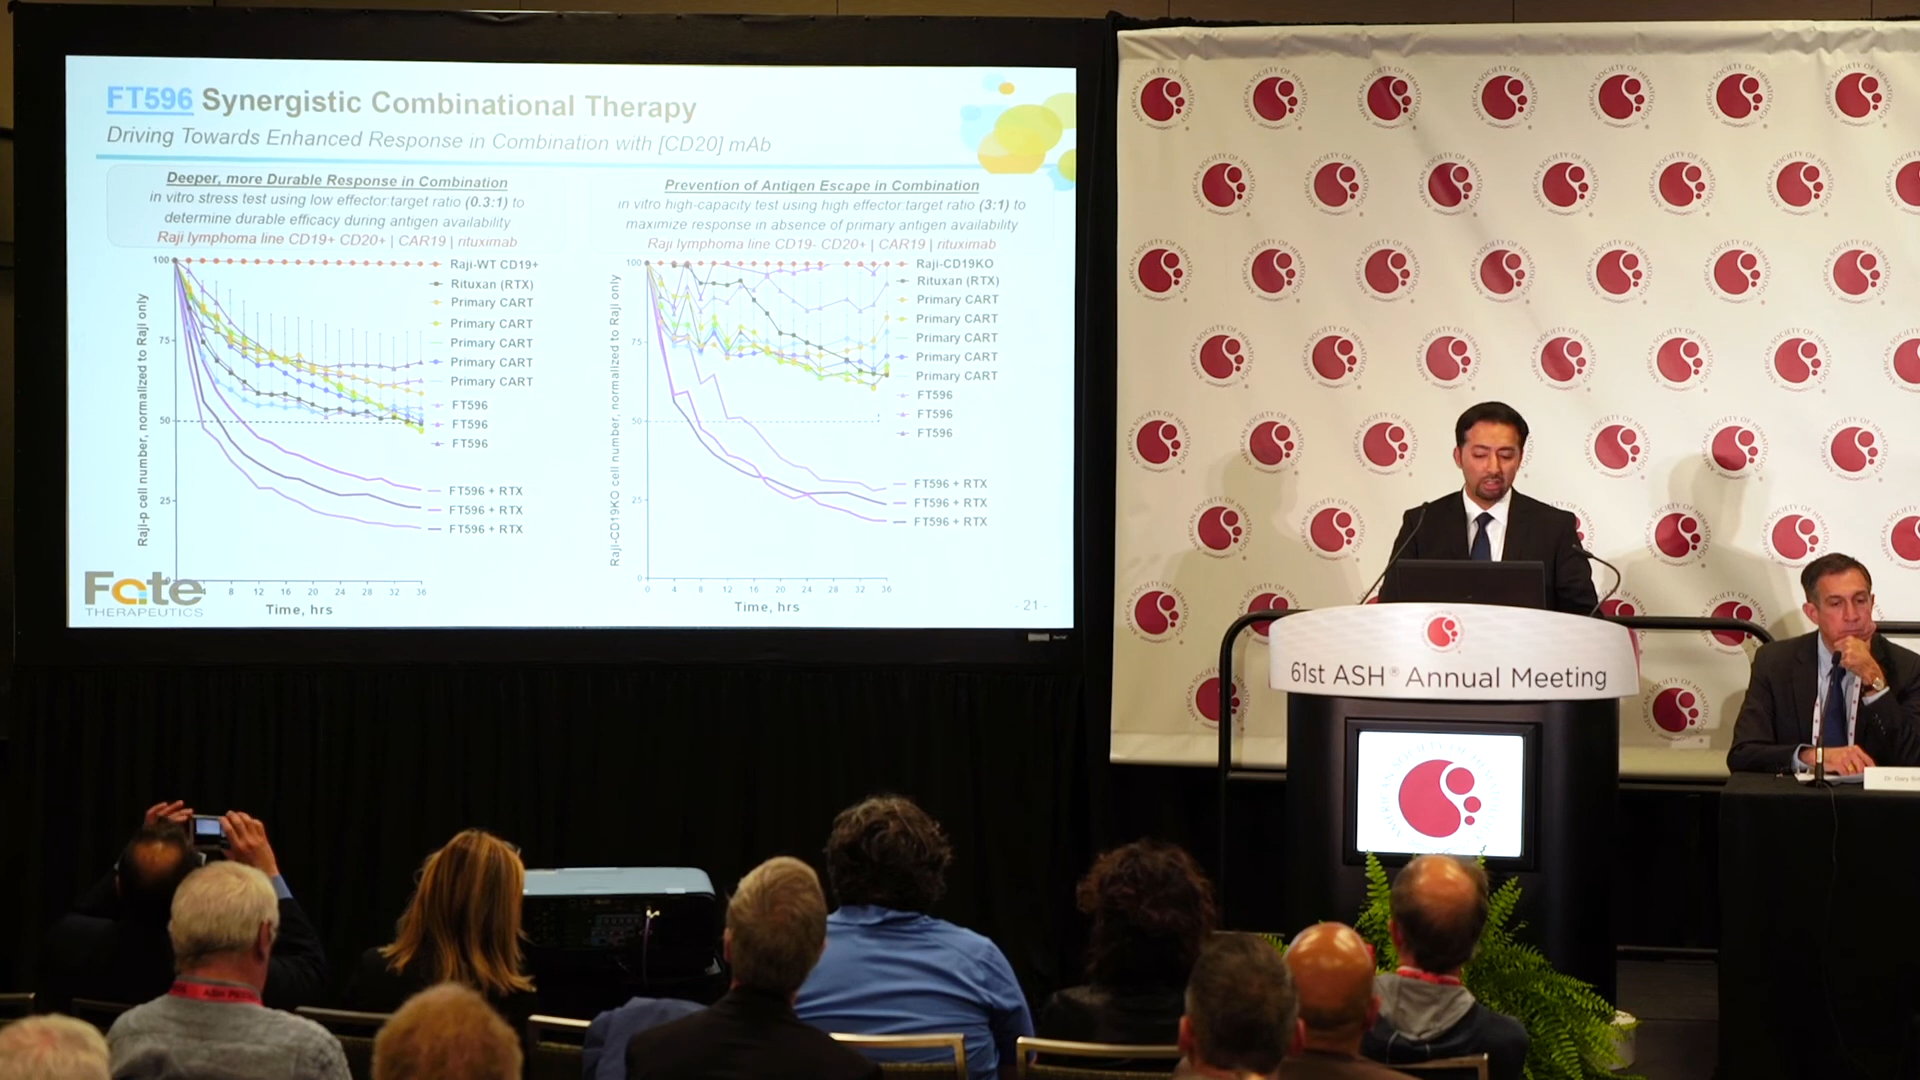 FT596 Synergistic Combinational Therapy
Driving Towards Enhanced Response in Combination with [CD20] mAb
Deeper, more Durable Response in Combination
in vitro stress test using low effector:target ratio (0.3:1) to
determine durable efficacy during antigen availability
Raji lymphoma line CD19+ CD20+ | CAR19 | rituximab
Raji-p cell number, normalized to Raji only
100
75
50
25
8 12 16 20 24 28 32 36
Time, hrs
Raji-WT CD19+
Rituxan (RTX)
Primary CART
Primary CART
Primary CART
Primary CART
Primary CART
FT596
FT596
FT596
FT596 + RTX
FT596 + RTX
FT596 + RTX
Prevention of Antigen Escape in Combination
in vitro high-capacity test using high effector:target ratio (3:1) to
maximize response in absence of primary antigen availability
Raji lymphoma line CD19- CD20+ | CAR19 | rituximab
Raji-CD19KO cell number, normalized to Raji only
100
75
50
25
0
0 4 8 12 16 20 24 28 32 36
Time, hrs
Raji-CD19KO
Rituxan (RTX)
Primary CART
Primary CART
Primary CART
Primary CART
Primary CART
FT596
FT596
FT596
FT596 + RTX
FT596 + RTX
FT596 + RTX
Fate
THERAPEUTICS
- 21 -
AMERICAN SOCIETY OF HEMATOLOGY
61st ASH® Annual Meeting